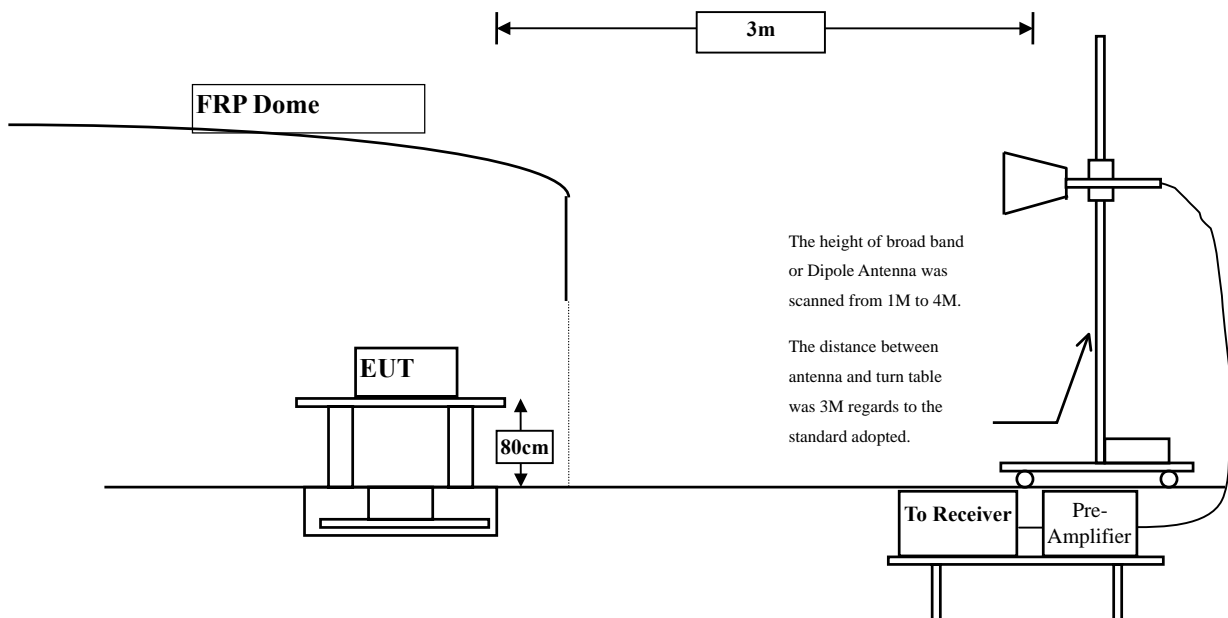 3m
FRP Dome
The height of broad band
or Dipole Antenna was
scanned from 1M to 4M.
The distance between
antenna and turn table
was 3M regards to the
standard adopted.
EUT
80cm
To Receiver
Pre-
Amplifier